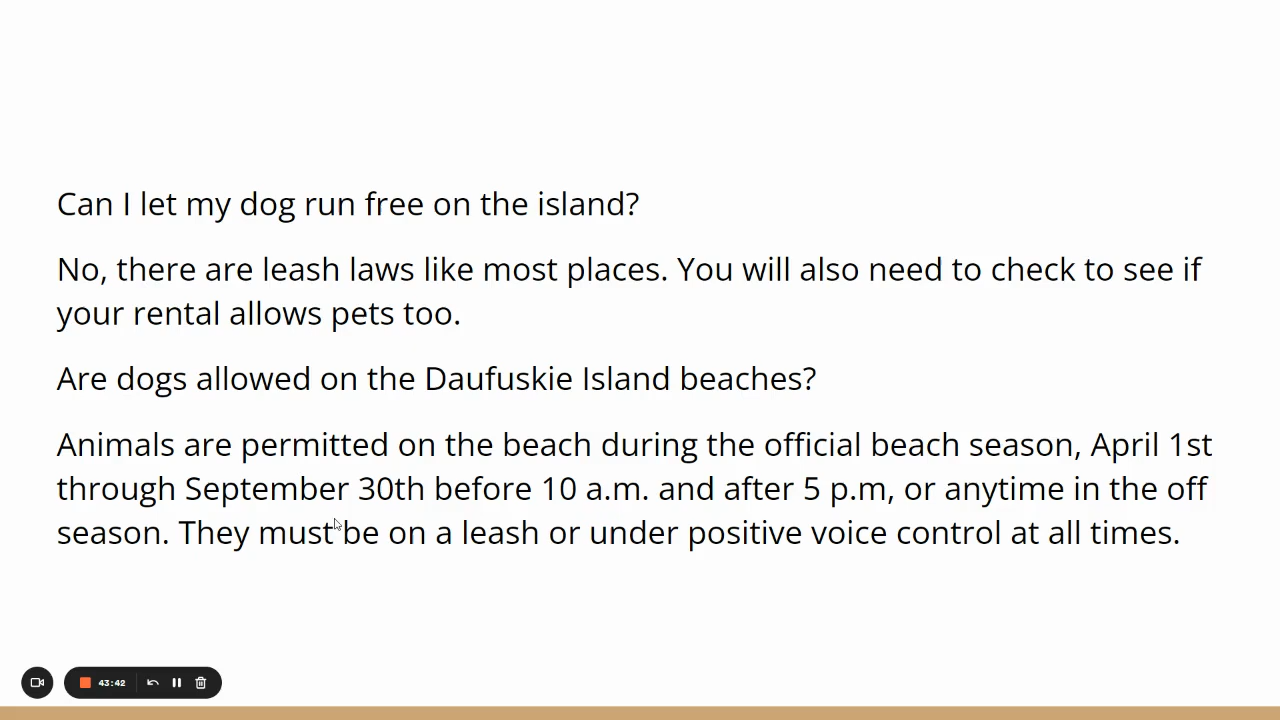 Can I let my dog run free on the island?
No, there are leash laws like most places. You will also need to check to see if
your rental allows pets too.
Are dogs allowed on the Daufuskie Island beaches?
Animals are permitted on the beach during the official beach season, April 1st
through September 30th before 10 a.m. and after 5 p.m, or anytime in the off
season. They must be on a leash or under positive voice control at all times.
43:42